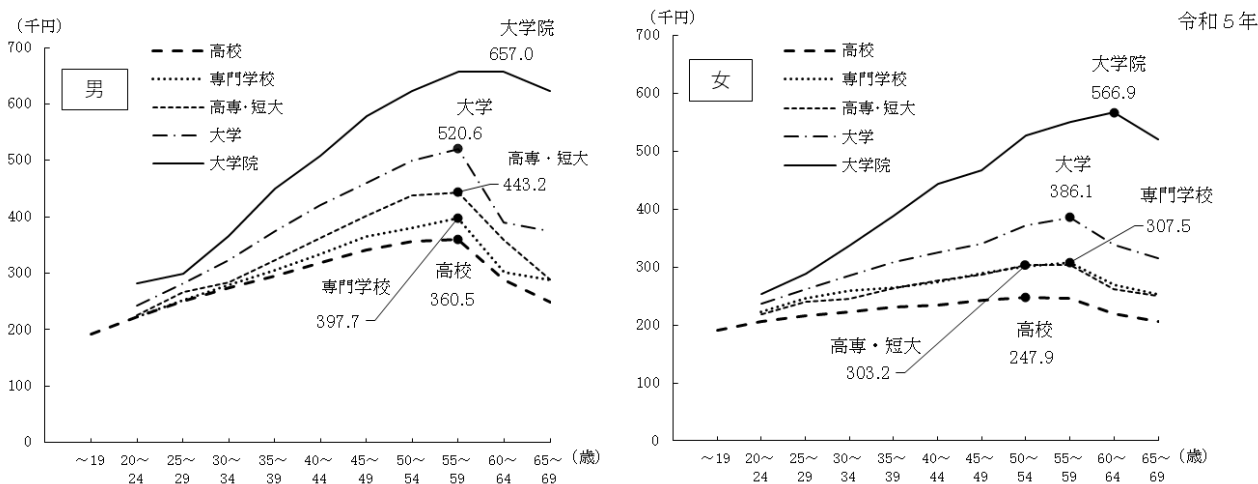 令和５年
（千円）
700
600
500
400
300
200
100
0
男
高校
専門学校
高専・短大
大学
大学院
大学院
657.0
大学
520.6
高専・短大
443.2
専門学校
397.7
高校
360.5
～19
20～
24
25～
29
30～
34
35～
39
40～
44
45～
49
50～
54
55～
59
60～
64
65～
69
（歳）
（千円）
700
600
500
400
300
200
100
0
女
高校
専門学校
高専・短大
大学
大学院
大学院
566.9
大学
386.1
専門学校
307.5
高専・短大
303.2
高校
247.9
～19
20～
24
25～
29
30～
34
35～
39
40～
44
45～
49
50～
54
55～
59
60～
64
65～
69
（歳）